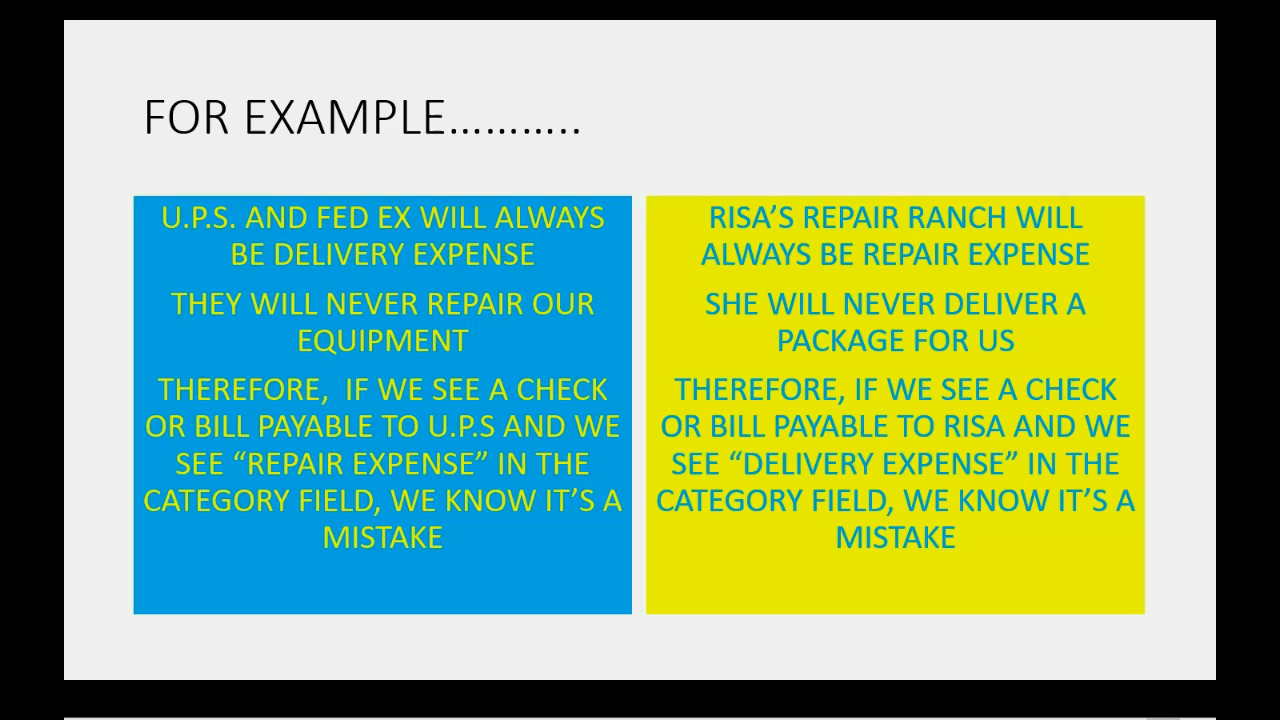 FOR EXAMPLE………..
U.P.S. AND FED EX WILL ALWAYS
BE DELIVERY EXPENSE
THEY WILL NEVER REPAIR OUR
EQUIPMENT
THEREFORE,  IF WE SEE A CHECK
OR BILL PAYABLE TO U.P.S AND WE
SEE “REPAIR EXPENSE” IN THE
CATEGORY FIELD, WE KNOW IT’S A
MISTAKE
RISA’S REPAIR RANCH WILL
ALWAYS BE REPAIR EXPENSE
SHE WILL NEVER DELIVER A
PACKAGE FOR US
THEREFORE, IF WE SEE A CHECK
OR BILL PAYABLE TO RISA AND WE
SEE “DELIVERY EXPENSE” IN THE
CATEGORY FIELD, WE KNOW IT’S A
MISTAKE